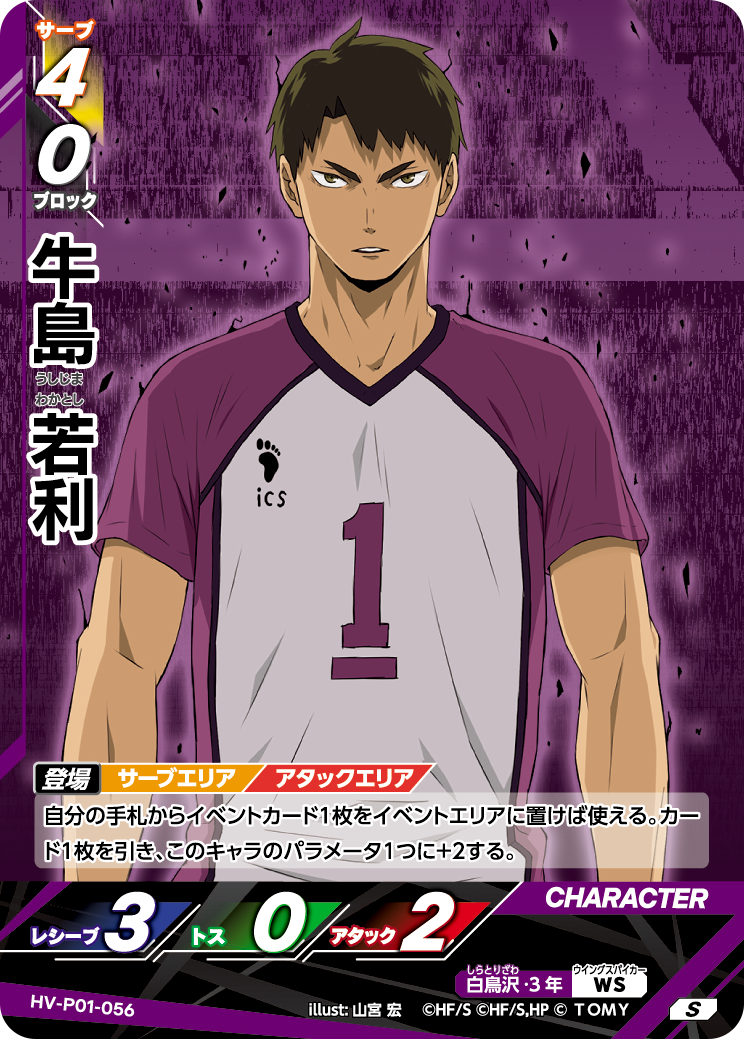 サーブ
4
0
ブロック
牛島
うしじま
わかとし
若利
ics
1
登場 サーブエリア アタックエリア
自分の手札からイベントカード1枚をイベントエリアに置けば使える。カー
ド1枚を引き、このキャラのパラメータ1つに+2する。
レシーブ 3 トス 0 アタック 2
CHARACTER
しらとりざわ ウイングスパイカー
白鳥沢・3年 WS
HV-P01-056 illust: 山宮 宏 ©HF/S ©HF/S,HP © TOMY S